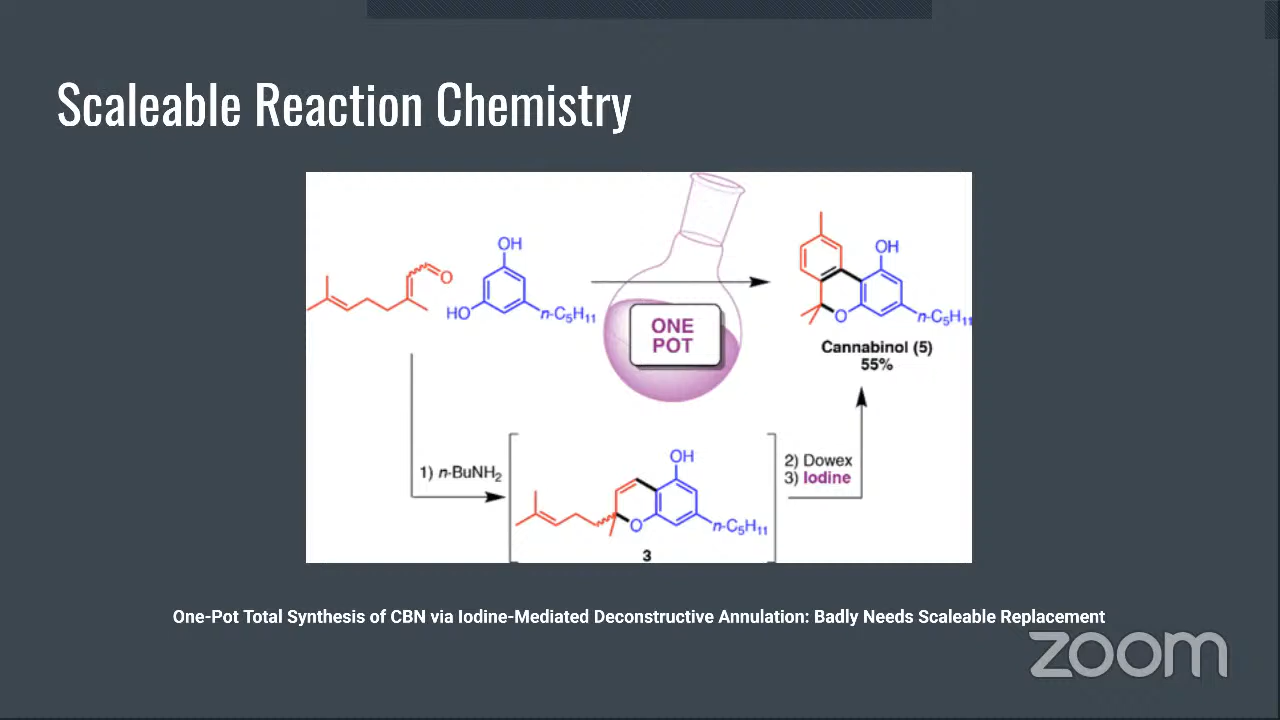 Scaleable Reaction Chemistry
OH
O
HO
n-C5H11
ONE
POT
OH
O
n-C5H11
Cannabinol (5)
55%
1) n-BuNH2
OH
O
n-C5H11
3
2) Dowex
3) Iodine
One-Pot Total Synthesis of CBN via Iodine-Mediated Deconstructive Annulation: Badly Needs Scaleable Replacement
zoom